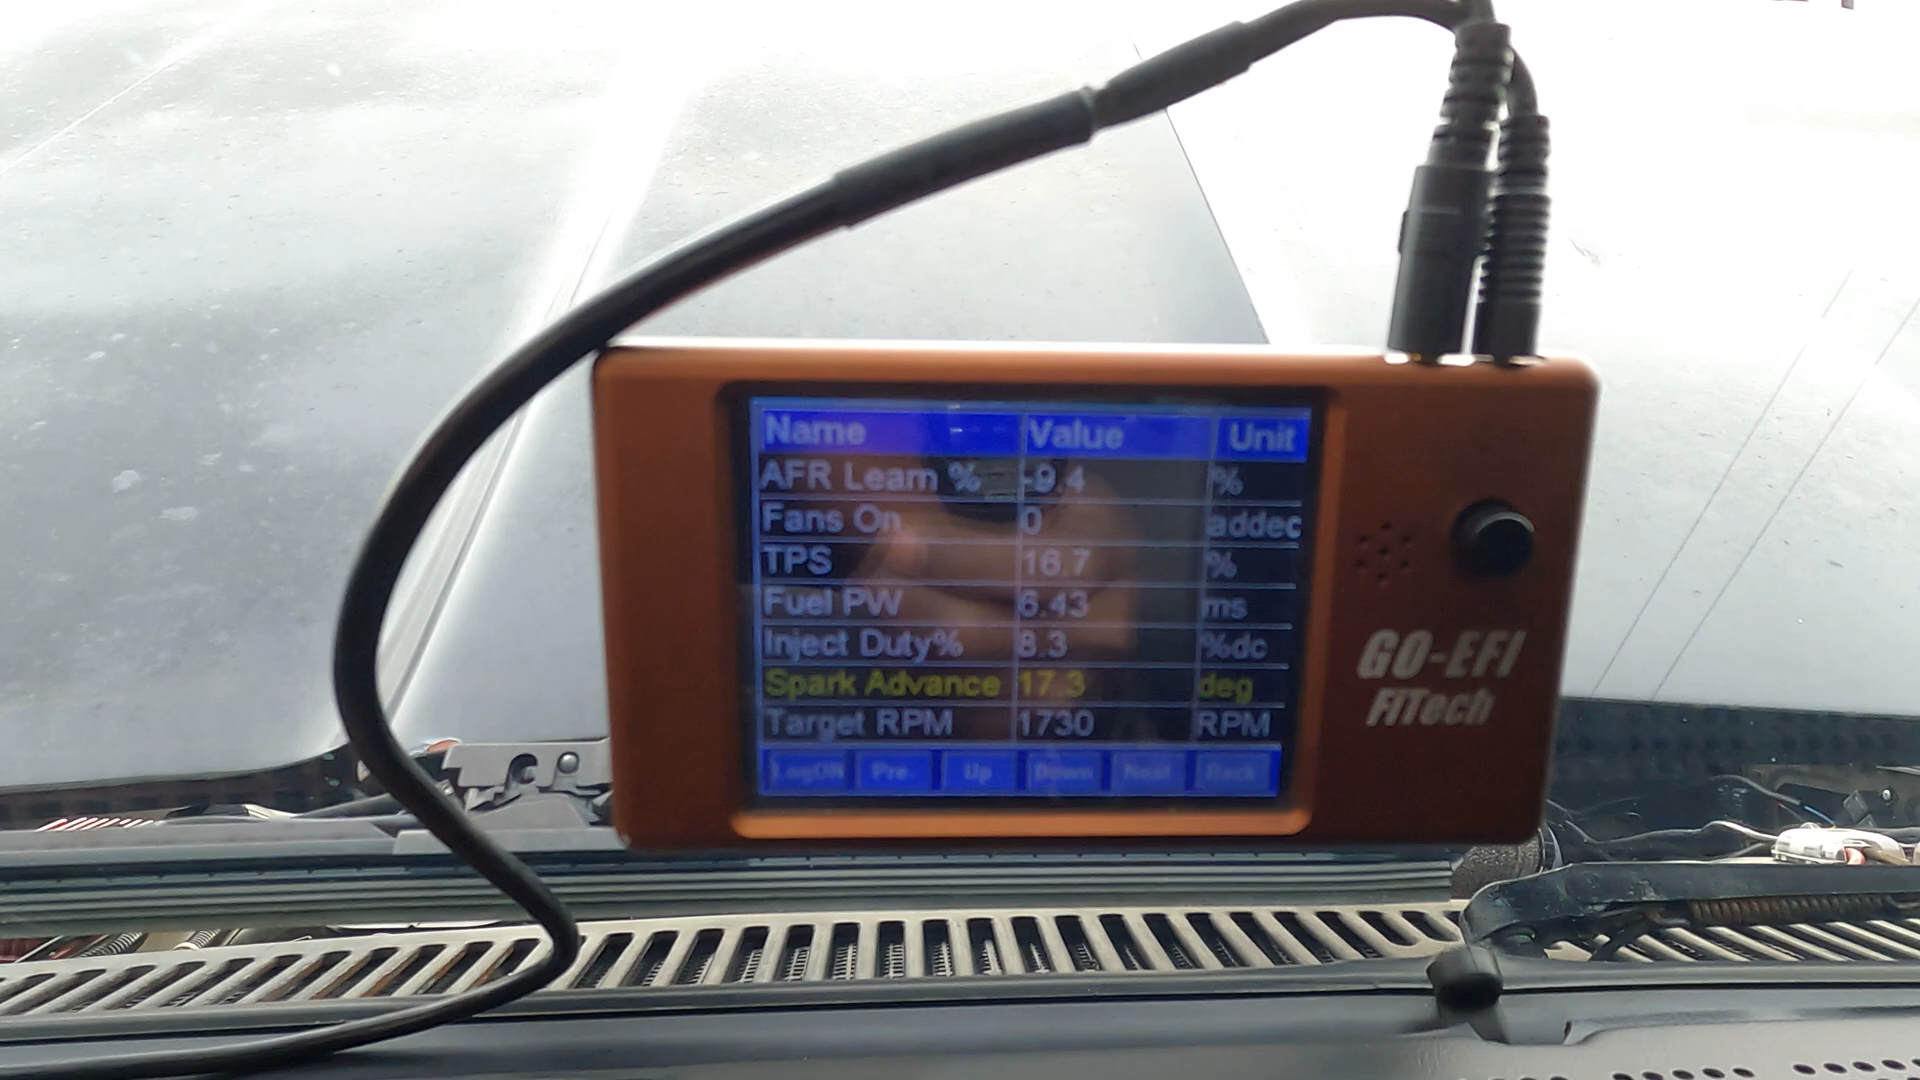 Name Value Unit
AFR Learn % -9.4 %
Fans On 0 addec
TPS 16.7 %
Fuel PW 6.43 ms
Inject Duty% 8.3 %dc
Spark Advance 17.3 deg
Target RPM 1730 RPM
LogON Pre- Up Down Next Back
GO-EFI
FiTech